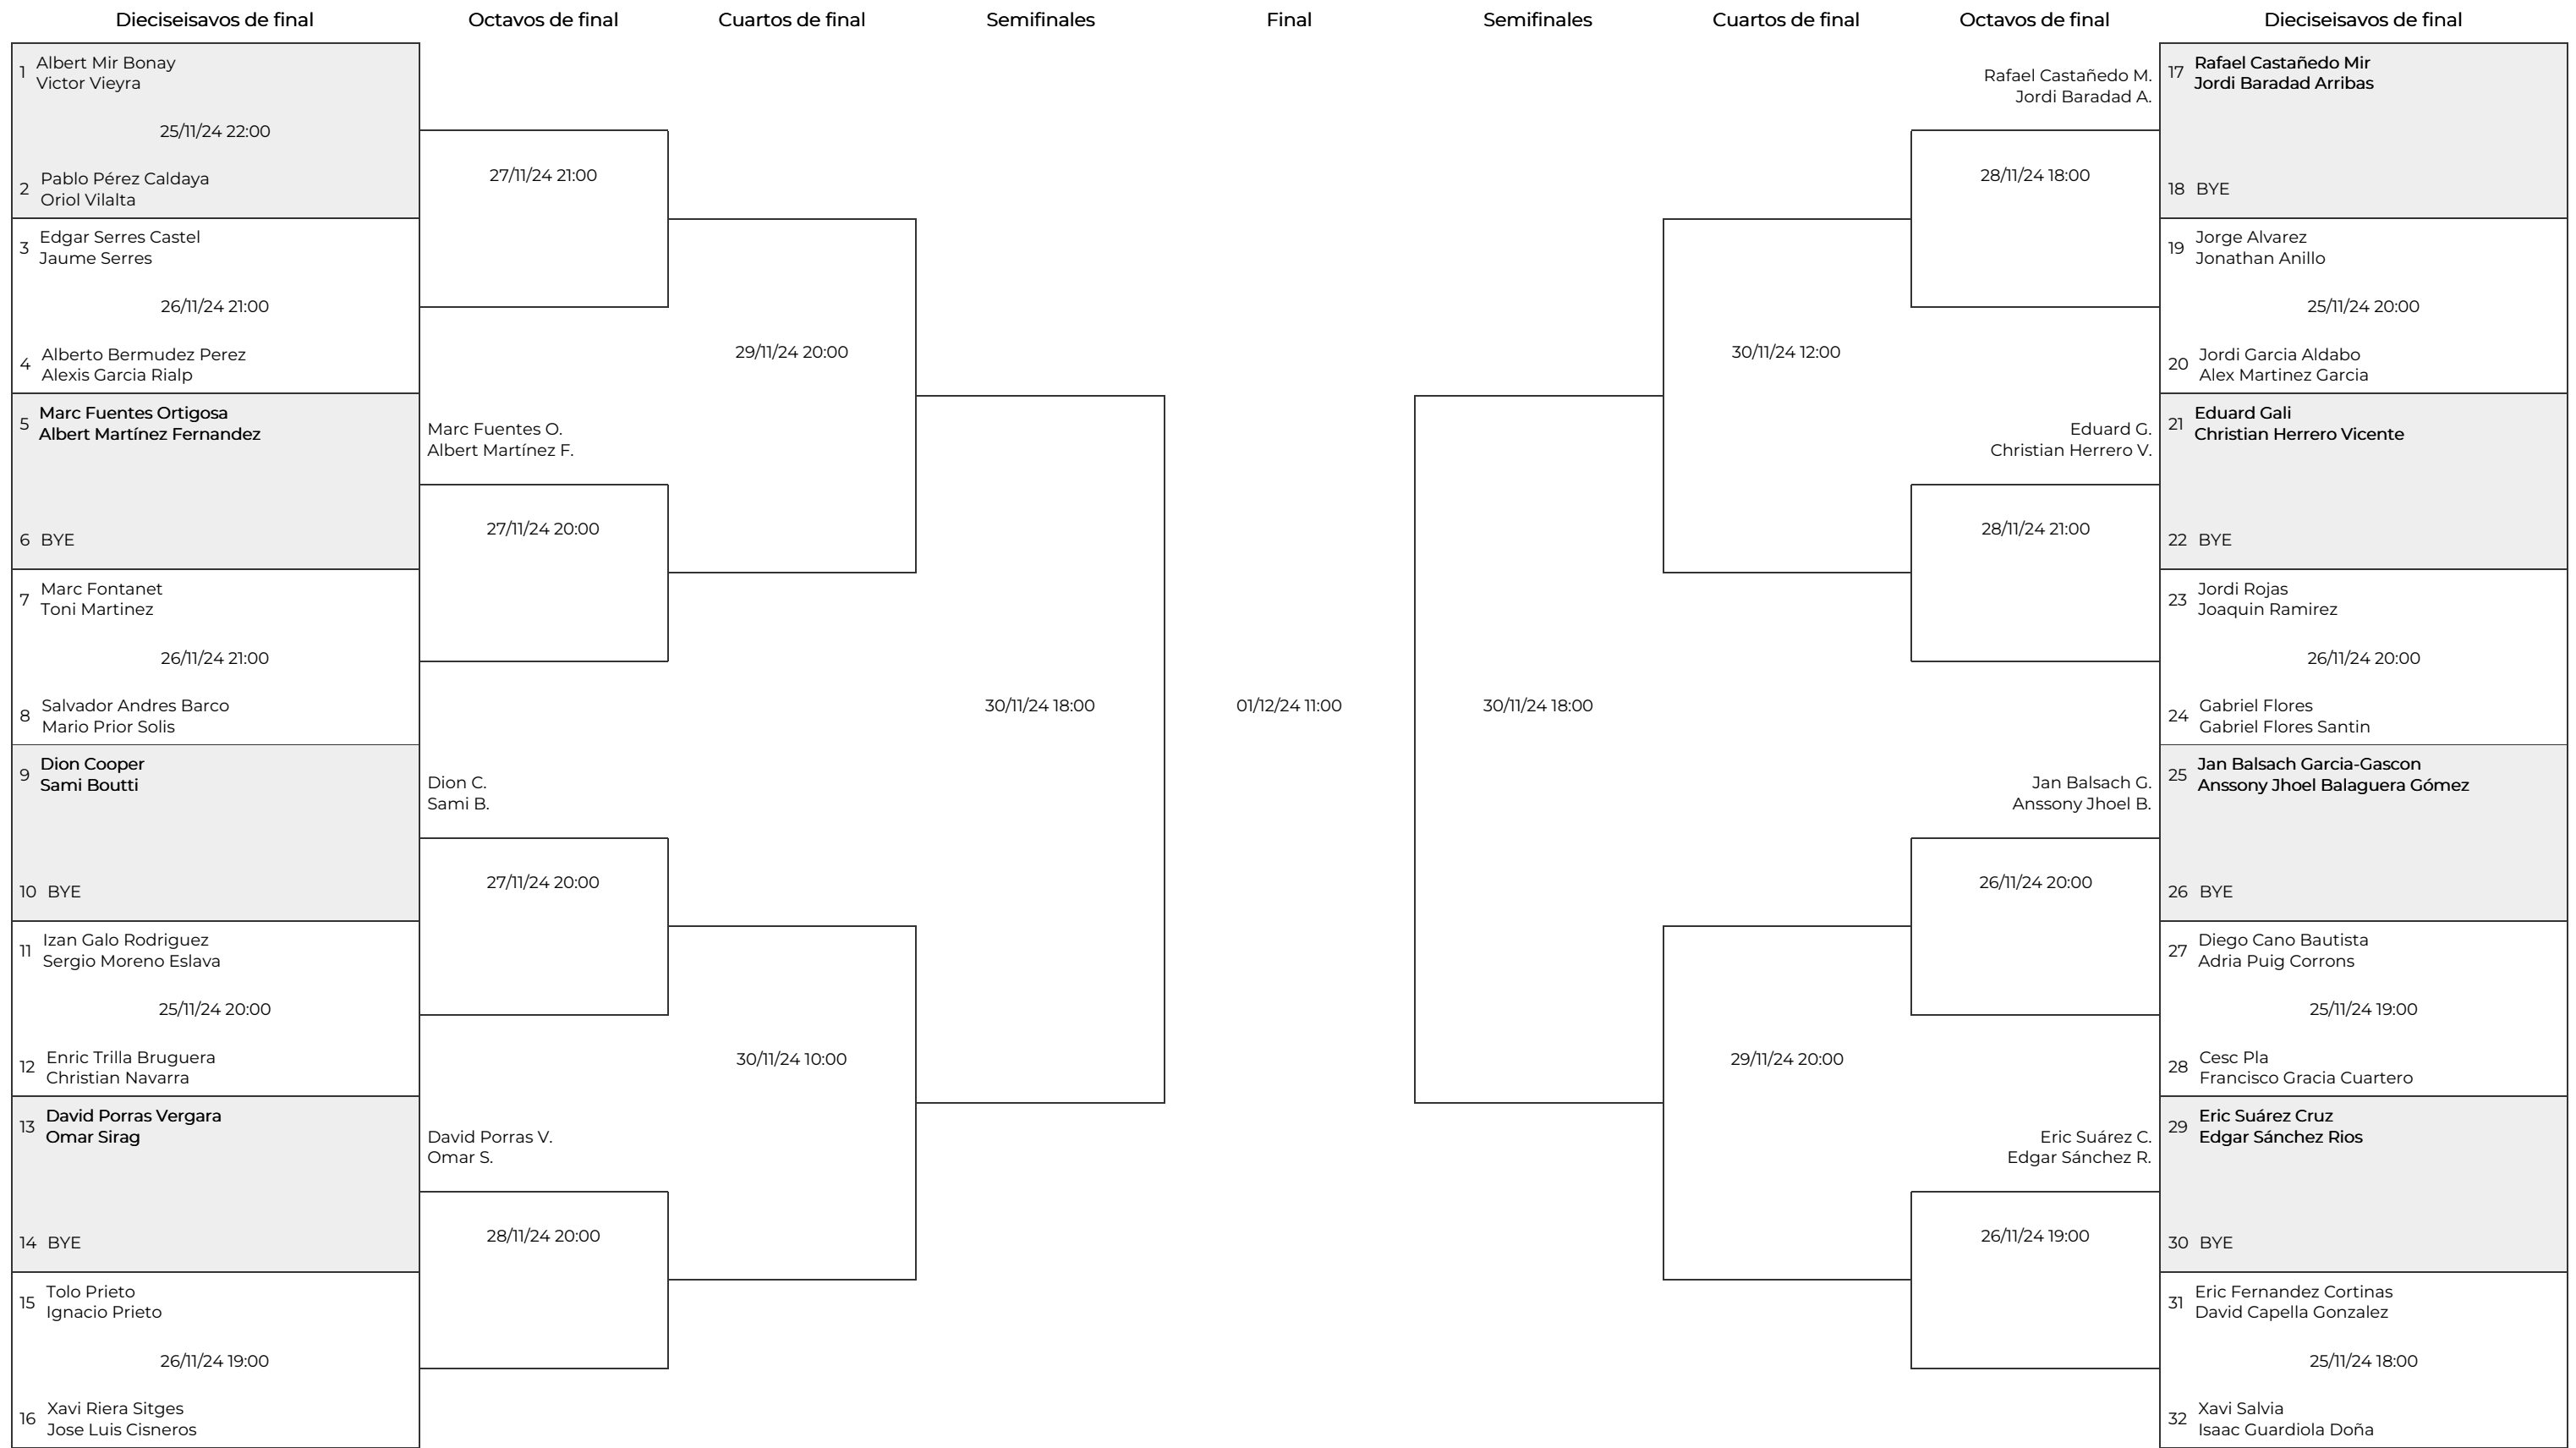 Dieciseisavos de final
Octavos de final
Cuartos de final
Semifinales
Final
Semifinales
Cuartos de final
Octavos de final
Dieciseisavos de final
1 Albert Mir Bonay
Victor Vieyra
25/11/24 22:00
2 Pablo Pérez Caldaya
Oriol Vilalta
3 Edgar Serres Castel
Jaume Serres
26/11/24 21:00
4 Alberto Bermudez Perez
Alexis Garcia Rialp
5 Marc Fuentes Ortigosa
Albert Martínez Fernandez
6 BYE
7 Marc Fontanet
Toni Martinez
26/11/24 21:00
8 Salvador Andres Barco
Mario Prior Solis
9 Dion Cooper
Sami Boutti
10 BYE
11 Izan Galo Rodriguez
Sergio Moreno Eslava
25/11/24 20:00
12 Enric Trilla Bruguera
Christian Navarra
13 David Porras Vergara
Omar Sirag
14 BYE
15 Tolo Prieto
Ignacio Prieto
26/11/24 19:00
16 Xavi Riera Sitges
Jose Luis Cisneros
27/11/24 21:00
Marc Fuentes O.
Albert Martínez F.
27/11/24 20:00
Dion C.
Sami B.
27/11/24 20:00
David Porras V.
Omar S.
28/11/24 20:00
29/11/24 20:00
30/11/24 10:00
30/11/24 18:00
01/12/24 11:00
30/11/24 18:00
30/11/24 12:00
29/11/24 20:00
Rafael Castañedo M.
Jordi Baradad A.
28/11/24 18:00
Eduard G.
Christian Herrero V.
28/11/24 21:00
Jan Balsach G.
Anssony Jhoel B.
26/11/24 20:00
Eric Suárez C.
Edgar Sánchez R.
26/11/24 19:00
17 Rafael Castañedo Mir
Jordi Baradad Arribas
18 BYE
19 Jorge Alvarez
Jonathan Anillo
25/11/24 20:00
20 Jordi Garcia Aldabo
Alex Martinez Garcia
21 Eduard Gali
Christian Herrero Vicente
22 BYE
23 Jordi Rojas
Joaquin Ramirez
26/11/24 20:00
24 Gabriel Flores
Gabriel Flores Santin
25 Jan Balsach Garcia-Gascon
Anssony Jhoel Balaguera Gómez
26 BYE
27 Diego Cano Bautista
Adria Puig Corrons
25/11/24 19:00
28 Cesc Pla
Francisco Gracia Cuartero
29 Eric Suárez Cruz
Edgar Sánchez Rios
30 BYE
31 Eric Fernandez Cortinas
David Capella Gonzalez
25/11/24 18:00
32 Xavi Salvia
Isaac Guardiola Doña